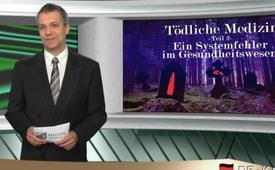 Tödliche Medizin
- Teil 2 -
Ein Systemfehler
im Gesundheitswesen